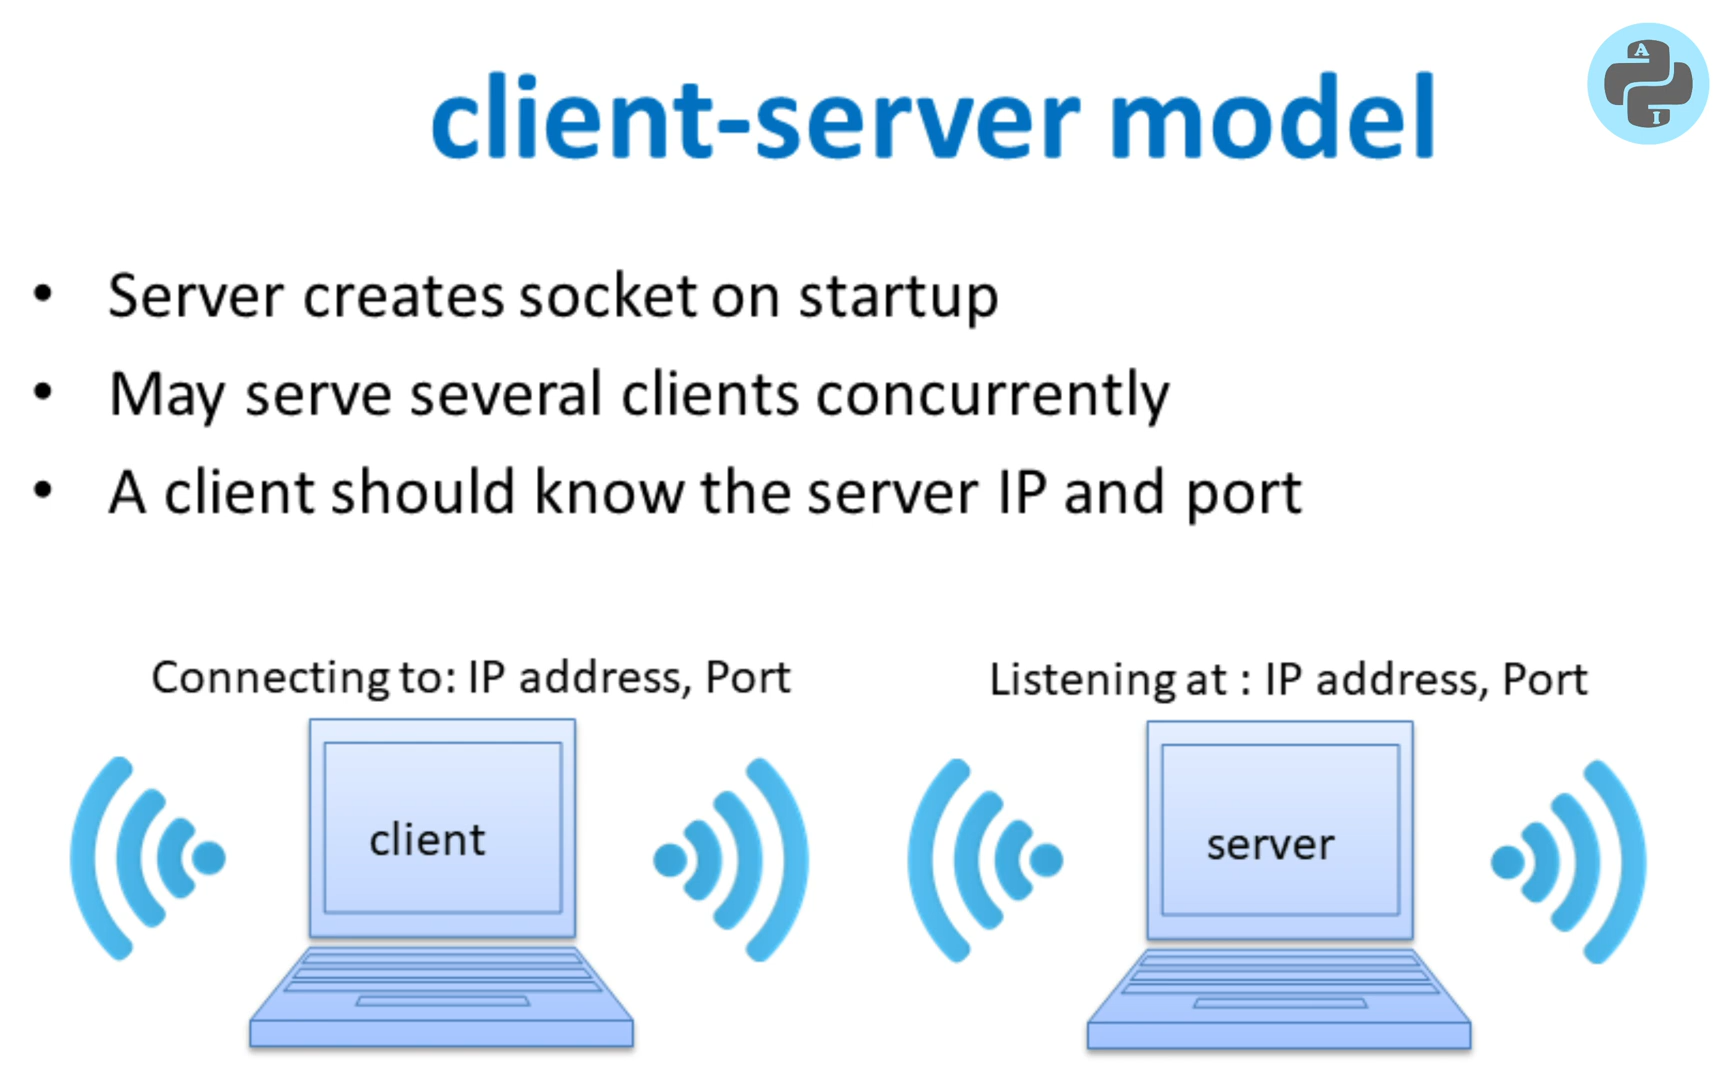 A
I
client-server model
• Server creates socket on startup
• May serve several clients concurrently
• A client should know the server IP and port
Connecting to: IP address, Port
Listening at : IP address, Port
client
server